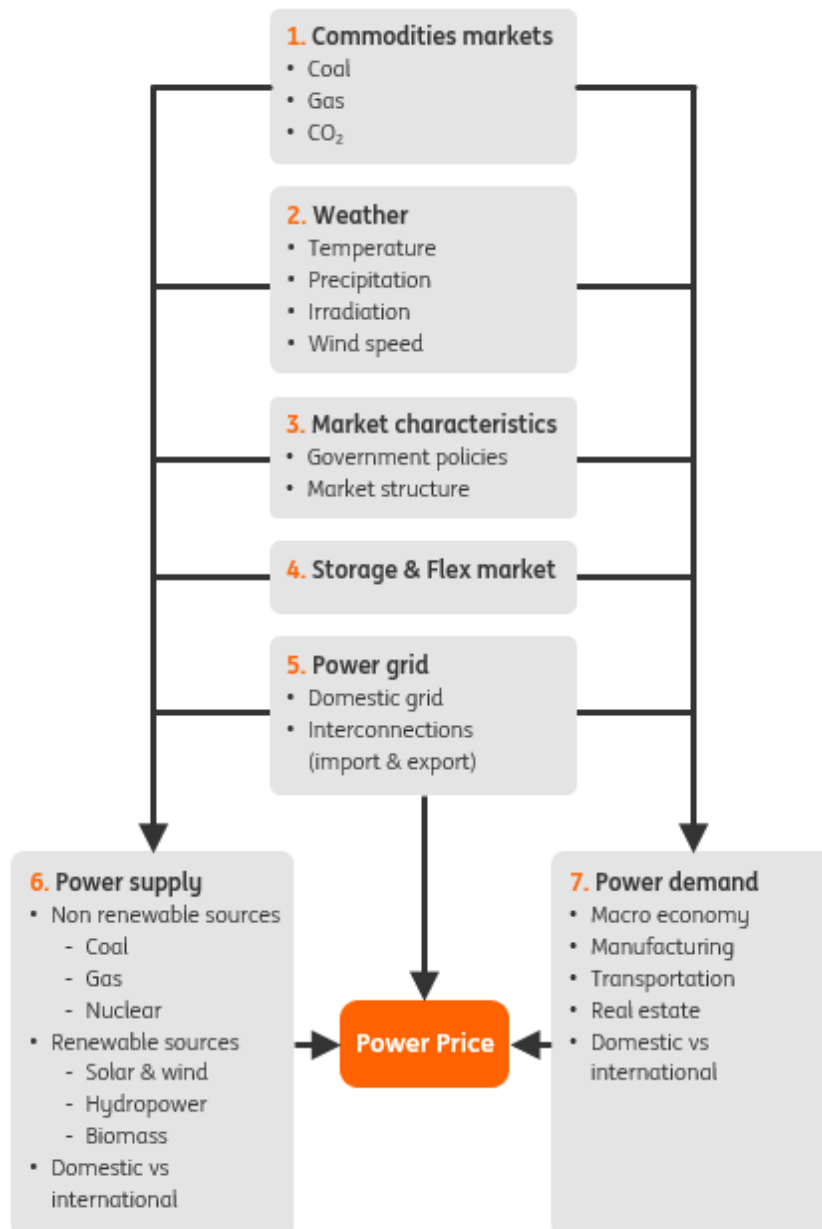 1. Commodities markets
• Coal
• Gas
• CO₂
2. Weather
• Temperature
• Precipitation
• Irradiation
• Wind speed
3. Market characteristics
• Government policies
• Market structure
4. Storage & Flex market
5. Power grid
• Domestic grid
• Interconnections
(import & export)
6. Power supply
• Non renewable sources
- Coal
- Gas
- Nuclear
• Renewable sources
- Solar & wind
- Hydropower
- Biomass
• Domestic vs
international
Power Price
7. Power demand
• Macro economy
• Manufacturing
• Transportation
• Real estate
• Domestic vs
international